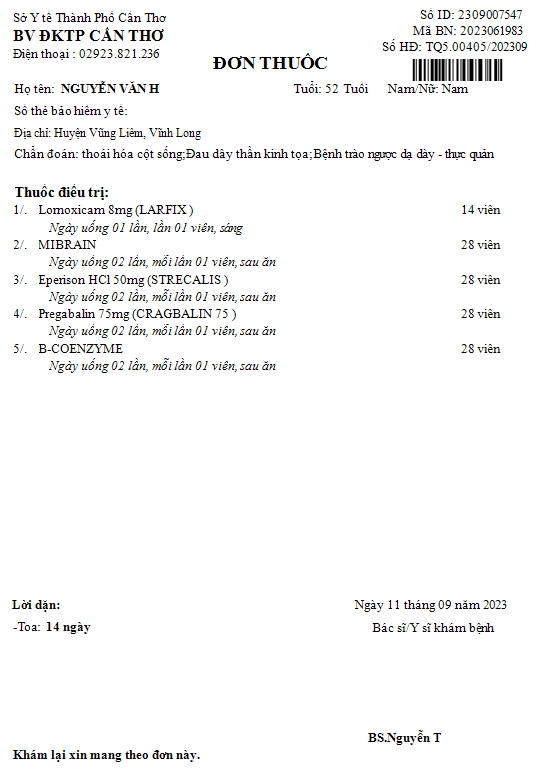 Sở Y tế Thành Phố Cần Thơ
BV ĐKTP CẦN THƠ
Điện thoại : 02923.821.236
Số ID: 2309007547
Mã BN: 2023061983
Số HĐ: TQ5.00405/202309
ĐƠN THUỐC
Họ tên: NGUYỄN VĂN H Tuổi: 52 Tuổi Nam/Nữ: Nam
Số thẻ bảo hiểm y tế:
Địa chỉ: Huyện Vũng Liêm, Vĩnh Long
Chẩn đoán: thoái hóa cột sống;Đau dây thần kinh tọa;Bệnh trào ngược dạ dày - thực quản
Thuốc điều trị:
1/. Lornoxicam 8mg (LARFIX ) 14 viên
Ngày uống 01 lần, lần 01 viên, sáng
2/. MIBRAIN 28 viên
Ngày uống 02 lần, mỗi lần 01 viên, sau ăn
3/. Eperison HCl 50mg (STRECALIS ) 28 viên
Ngày uống 02 lần, mỗi lần 01 viên, sau ăn
4/. Pregabalin 75mg (CRAGBALIN 75 ) 28 viên
Ngày uống 02 lần, mỗi lần 01 viên, sau ăn
5/. B-COENZYME 28 viên
Ngày uống 02 lần, mỗi lần 01 viên, sau ăn
Lời dặn: Ngày 11 tháng 09 năm 2023
-Toa: 14 ngày Bác sĩ/Y sĩ khám bệnh
BS.Nguyễn T
Khám lại xin mang theo đơn này.